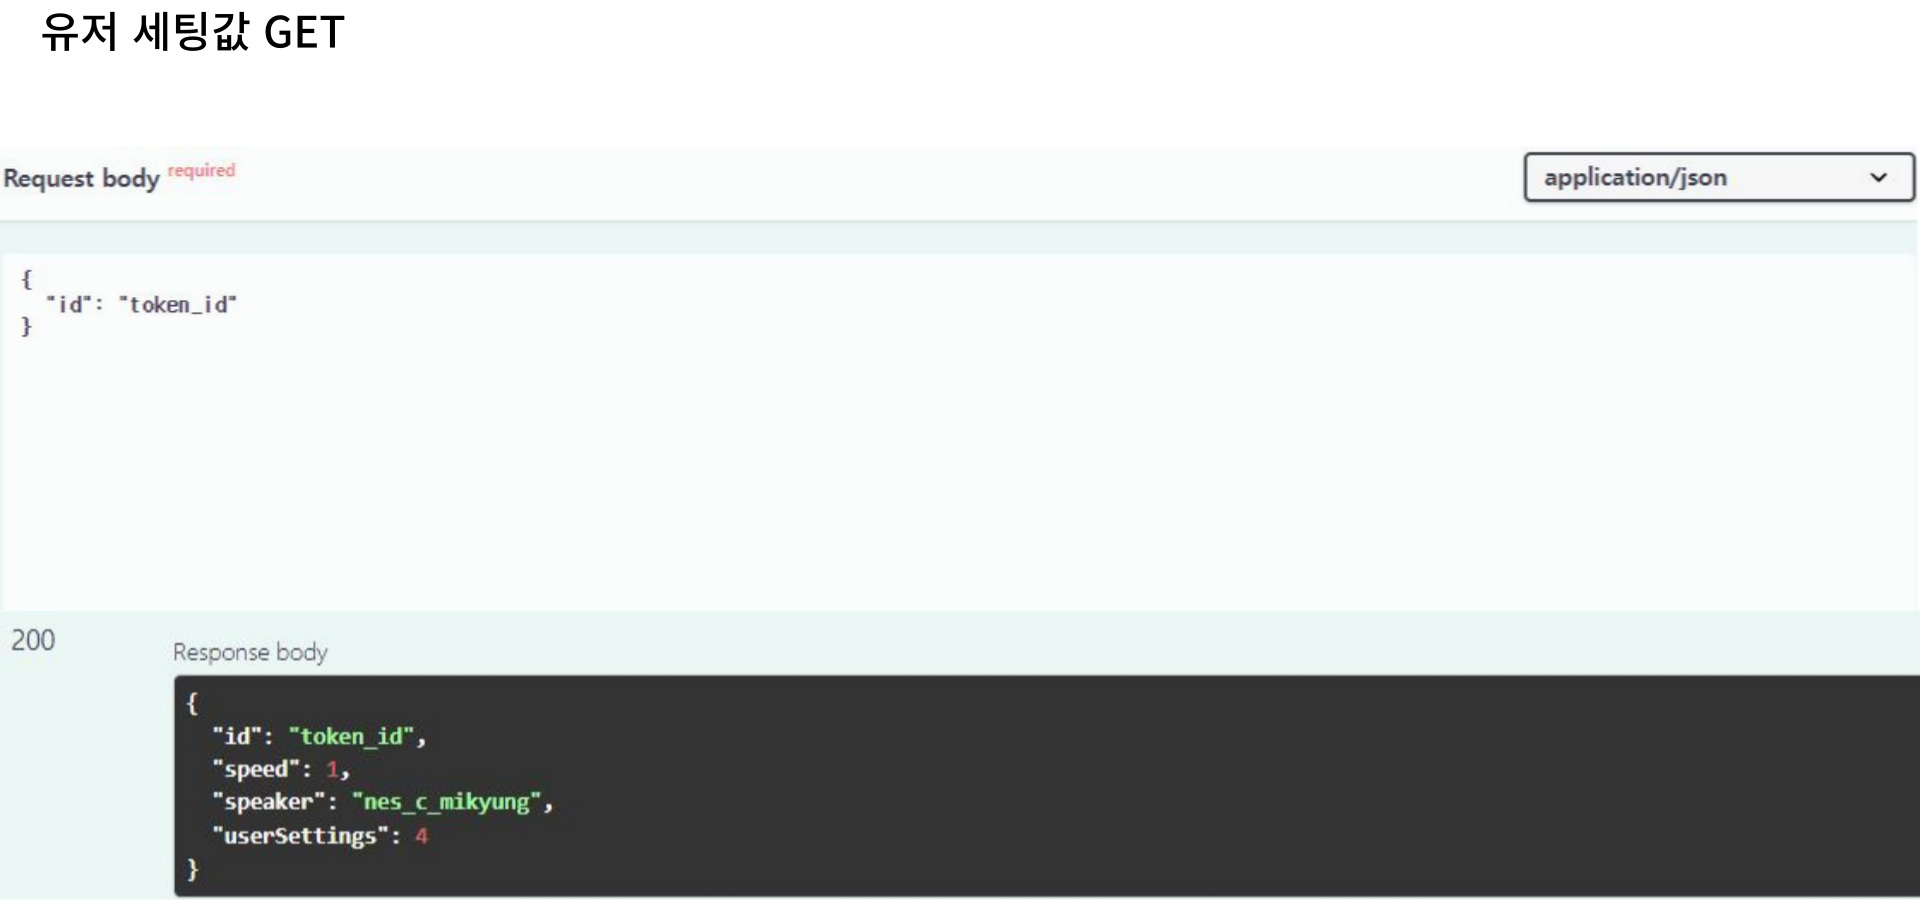 유저 세팅값 GET
Request body required
application/json
{
"id": "token_id"
}
200
Response body
{
"id": "token_id",
"speed": 1,
"speaker": "nes_c_mikyung",
"userSettings": 4
}